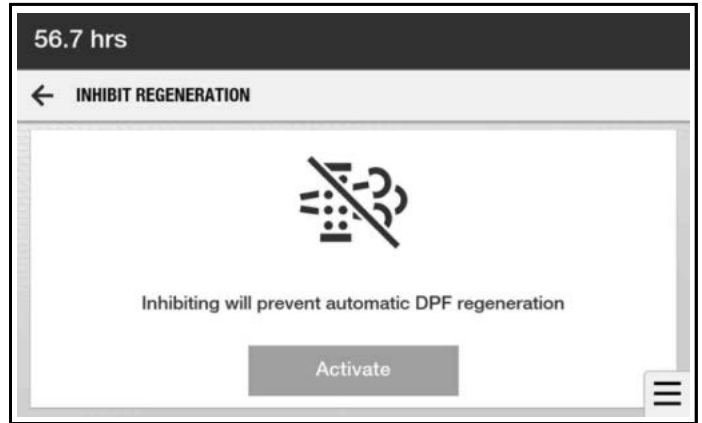 56.7 hrs
INHIBIT REGENERATION
Inhibiting will prevent automatic DPF regeneration
Activate